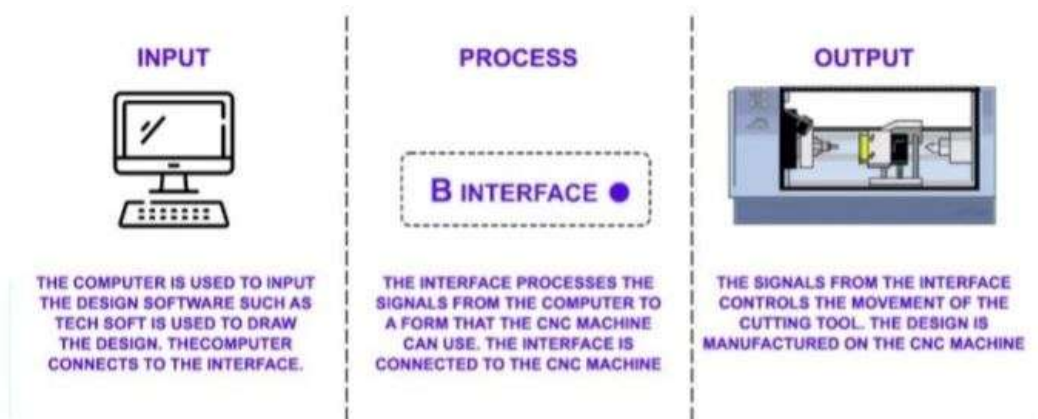 INPUT
THE COMPUTER IS USED TO INPUT
THE DESIGN SOFTWARE SUCH AS
TECH SOFT IS USED TO DRAW
THE DESIGN. THECOMPUTER
CONNECTS TO THE INTERFACE.
PROCESS
B INTERFACE
THE INTERFACE PROCESSES THE
SIGNALS FROM THE COMPUTER TO
A FORM THAT THE CNC MACHINE
CAN USE. THE INTERFACE IS
CONNECTED TO THE CNC MACHINE
OUTPUT
THE SIGNALS FROM THE INTERFACE
CONTROLS THE MOVEMENT OF THE
CUTTING TOOL. THE DESIGN IS
MANUFACTURED ON THE CNC MACHINE